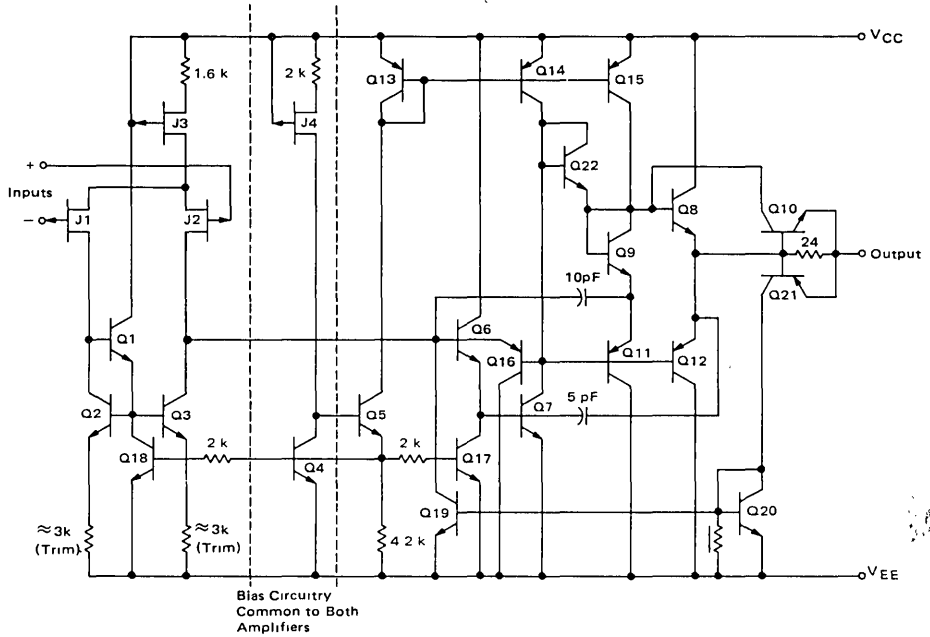 VCC
1.6 k
2 k
Q13
Q14
Q15
J3
J4
+
Inputs
−
J1
J2
Q22
Q8
Q10
Q9
24
Output
10pF
Q21
Q6
Q1
Q16
Q11
Q12
Q2
Q3
Q5
Q7
5 pF
2 k
2 k
Q18
Q4
Q17
Q19
Q20
≈3k
(Trim)
≈3k
(Trim)
4 2 k
VEE
Bias Circuitry
Common to Both
Amplifiers